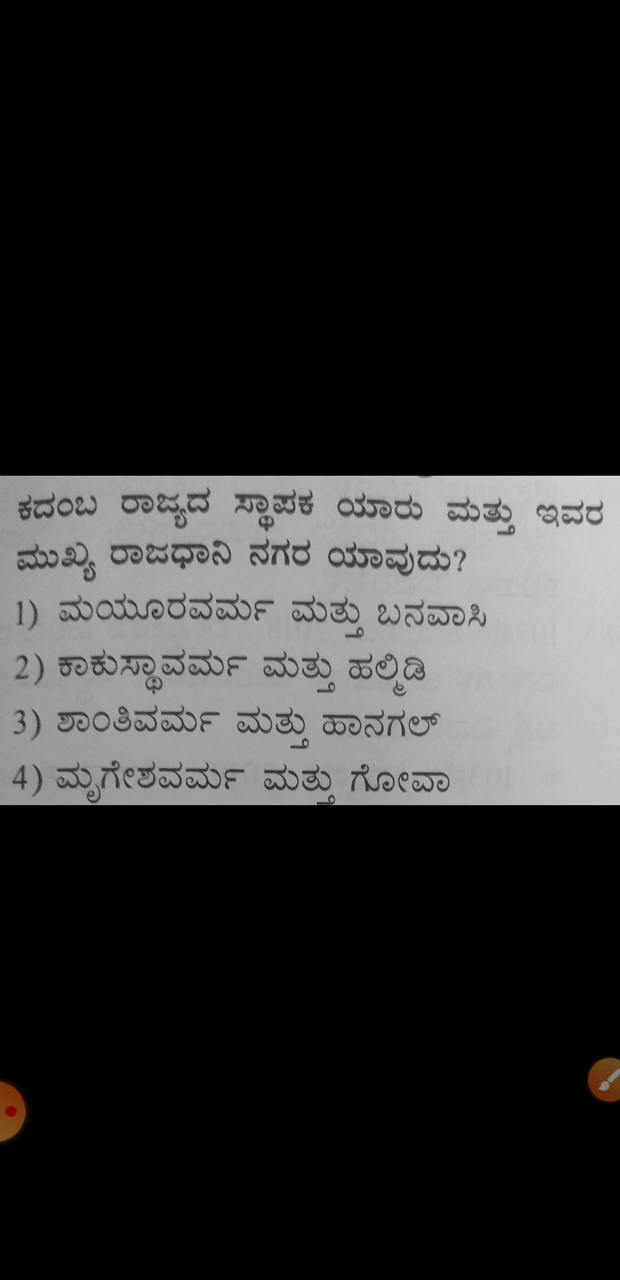 ಕದಂಬ ರಾಜ್ಯದ ಸ್ಥಾಪಕ ಯಾರು ಮತ್ತು ಇವರ
ಮುಖ್ಯ ರಾಜಧಾನಿ ನಗರ ಯಾವುದು?
1) ಮಯೂರವರ್ಮ ಮತ್ತು ಬನವಾಸಿ
2) ಕಾಕುಸ್ಥಾವರ್ಮ ಮತ್ತು ಹಲ್ಮಿಡಿ
3) ಶಾಂತಿವರ್ಮ ಮತ್ತು ಹಾನಗಲ್
4) ಮೃಗೇಶವರ್ಮ ಮತ್ತು ಗೋವಾ